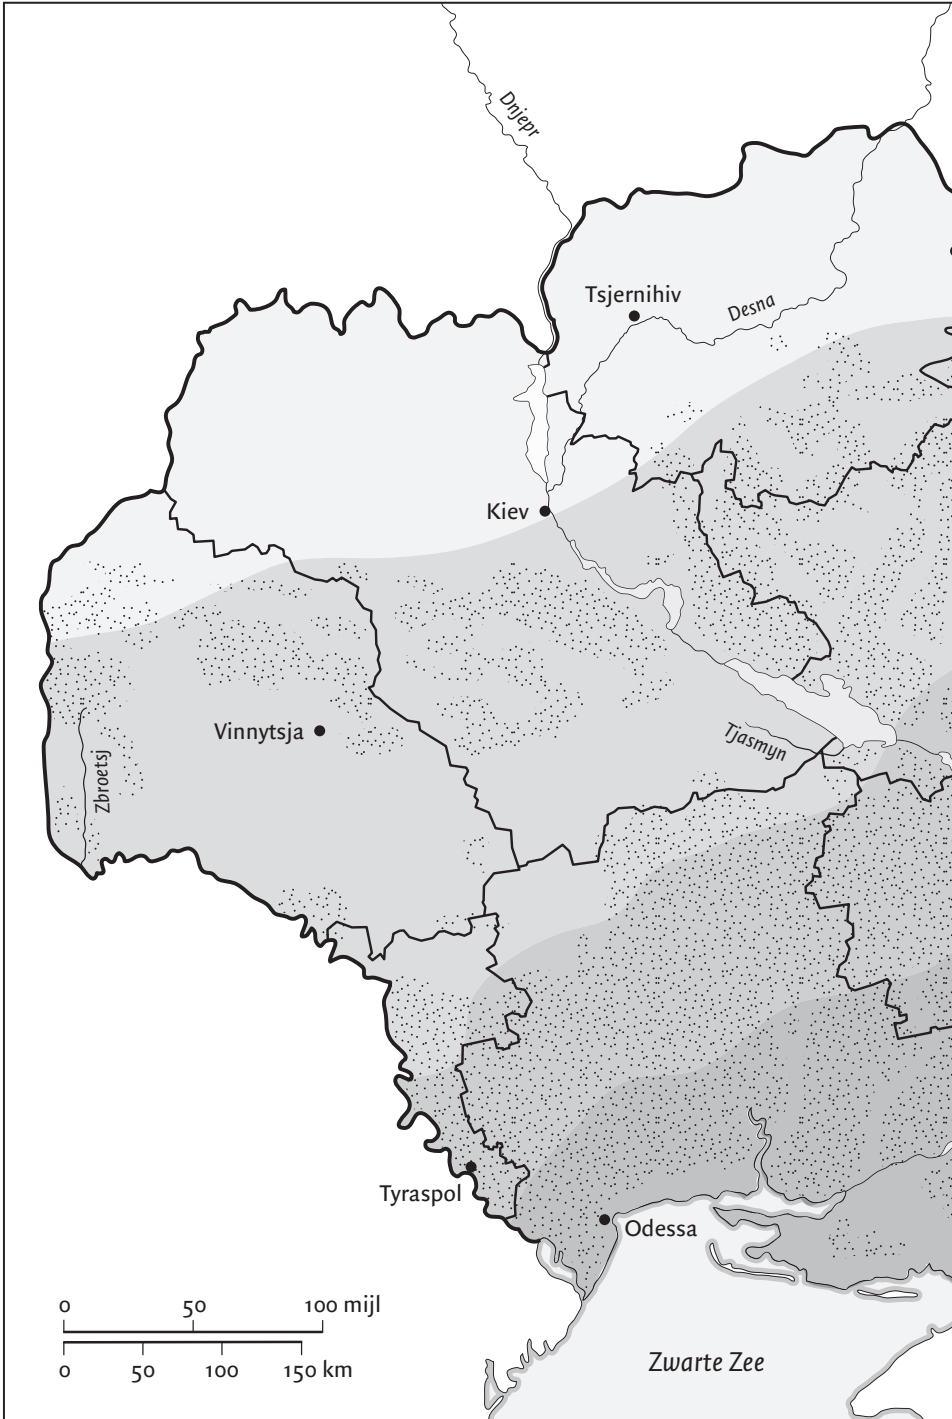 Dnjepr
Tsjernihiv
Desna
Kiev
Vinnytsja
Tjasmyn
Zbroetsj
Tyraspol
Odessa
0 50 100 mijl
0 50 100 150 km
Zwarte Zee